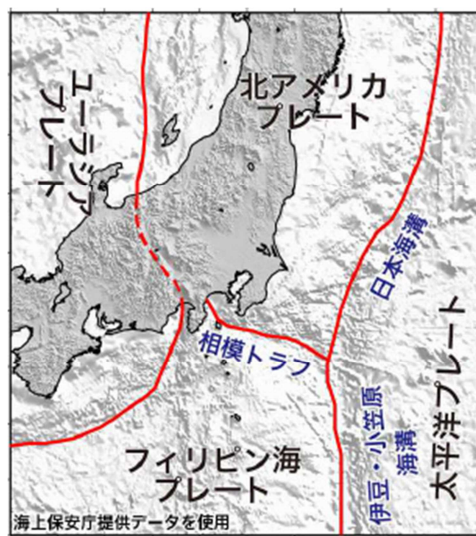 北アメリカ
プレート
ユーラシア
プレート
日本海溝
相模トラフ
太平洋プレート
伊豆・小笠原
海溝
フィリピン海
プレート
海上保安庁提供データを使用